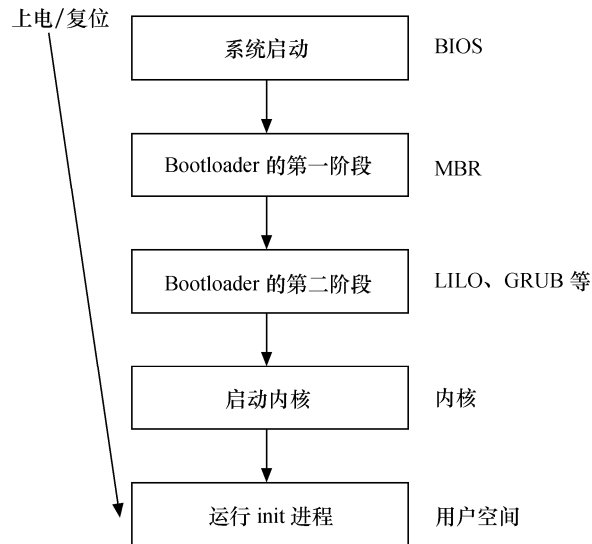 上电/复位
系统启动
BIOS
Bootloader 的第一阶段
MBR
Bootloader 的第二阶段
LILO、GRUB 等
启动内核
内核
运行 init 进程
用户空间